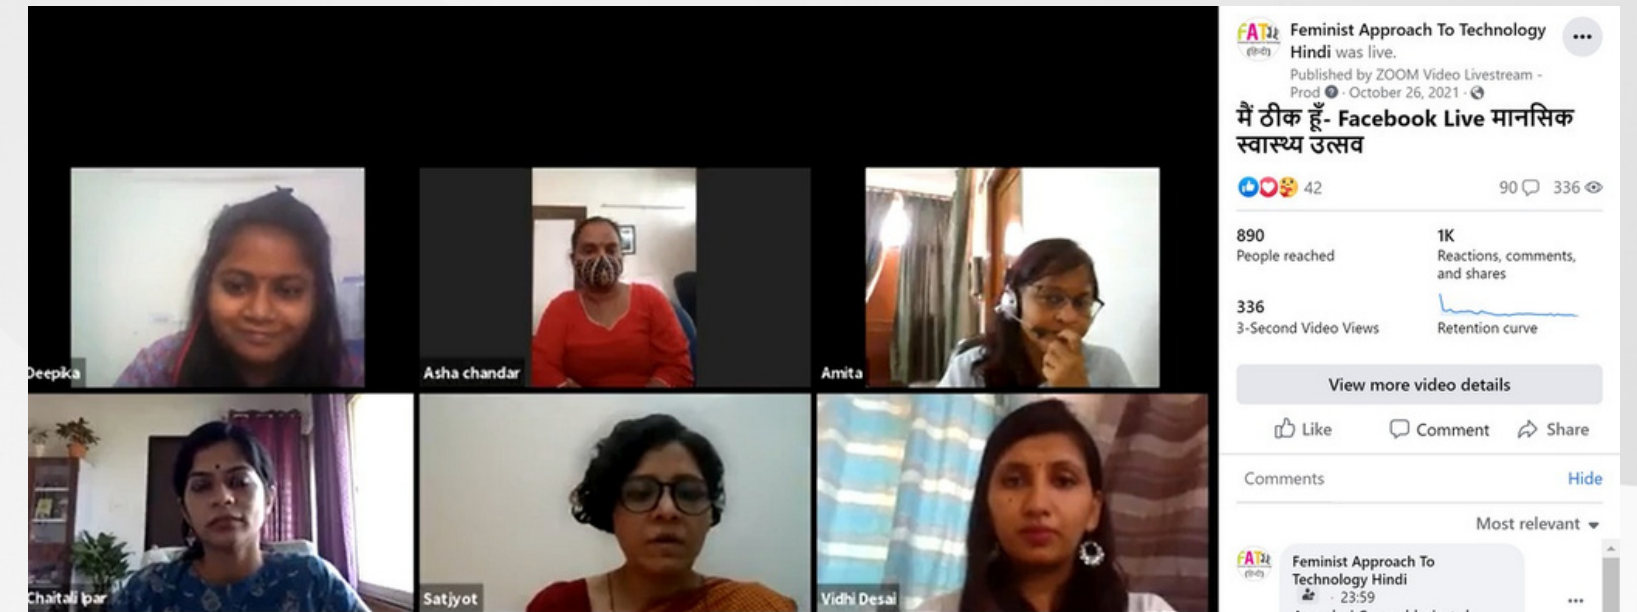 Deepika
Asha chandar
Amita
Chaitali Ipar
Satjyot
Vidhi Desai
FAT
(हिन्दी)
Feminist Approach To Technology
Hindi was live.
Published by ZOOM Video Livestream -
Prod · October 26, 2021 ·
मैं ठीक हूँ- Facebook Live मानसिक
स्वास्थ्य उत्सव
42
90 336
890
People reached
1K
Reactions, comments,
and shares
336
3-Second Video Views
Retention curve
View more video details
Like Comment Share
Comments Hide
Most relevant
FAT
Feminist Approach To
Technology Hindi
· 23:59